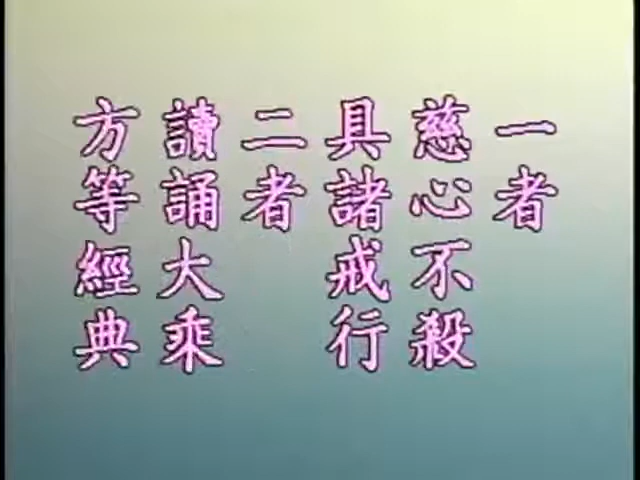 一者
慈心不殺
具諸戒行
二者
讀誦大乘
方等經典